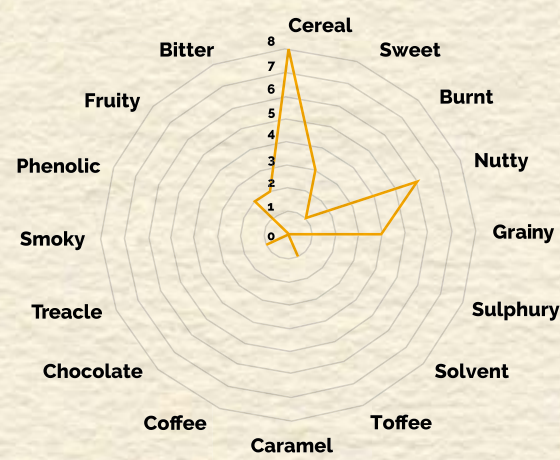 Cereal
Sweet
Burnt
Nutty
Grainy
Sulphury
Solvent
Toffee
Caramel
Coffee
Chocolate
Treacle
Smoky
Phenolic
Fruity
Bitter
8
7
6
5
4
3
2
1
0